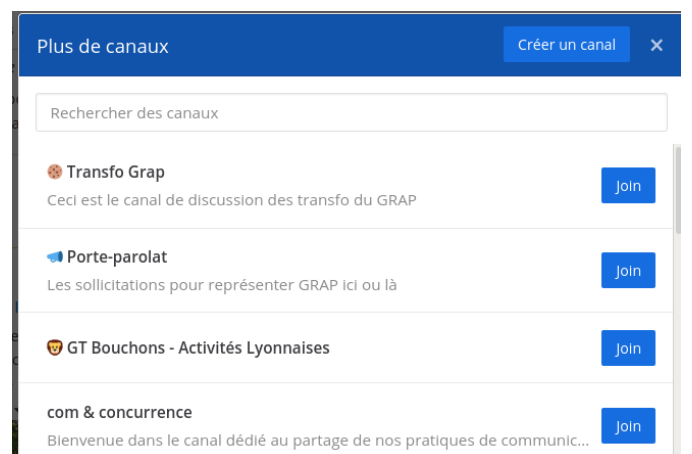 Plus de canaux
Créer un canal
Rechercher des canaux
Transfo Grap
Ceci est le canal de discussion des transfo du GRAP
Join
Porte-parolat
Les sollicitations pour représenter GRAP ici ou là
Join
GT Bouchons - Activités Lyonnaises
Join
com & concurrence
Bienvenue dans le canal dédié au partage de nos pratiques de communic...
Join